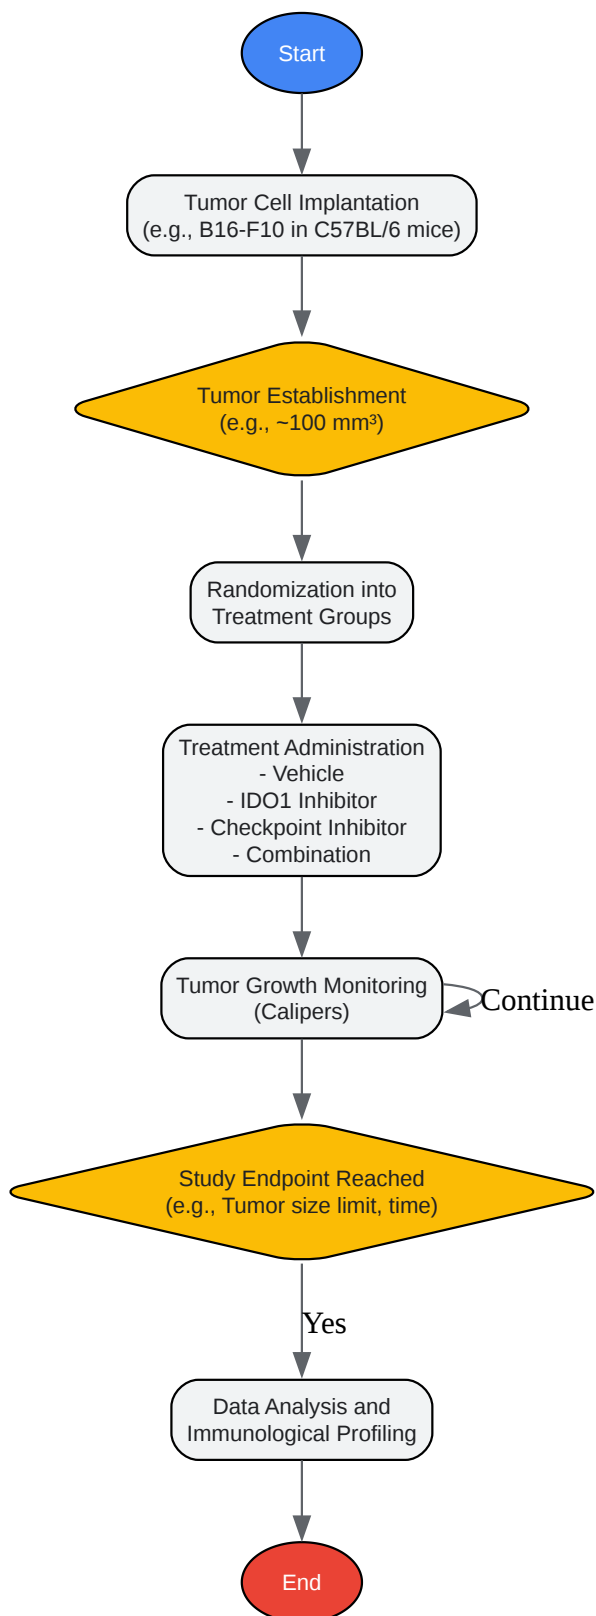 Start
Tumor Cell Implantation
(e.g., B16-F10 in C57BL/6 mice)
Tumor Establishment
(e.g., ~100 mm³)
Randomization into
Treatment Groups
Treatment Administration
- Vehicle
- IDO1 Inhibitor
- Checkpoint Inhibitor
- Combination
Tumor Growth Monitoring
(Calipers)
Continue
Study Endpoint Reached
(e.g., Tumor size limit, time)
Yes
Data Analysis and
Immunological Profiling
End